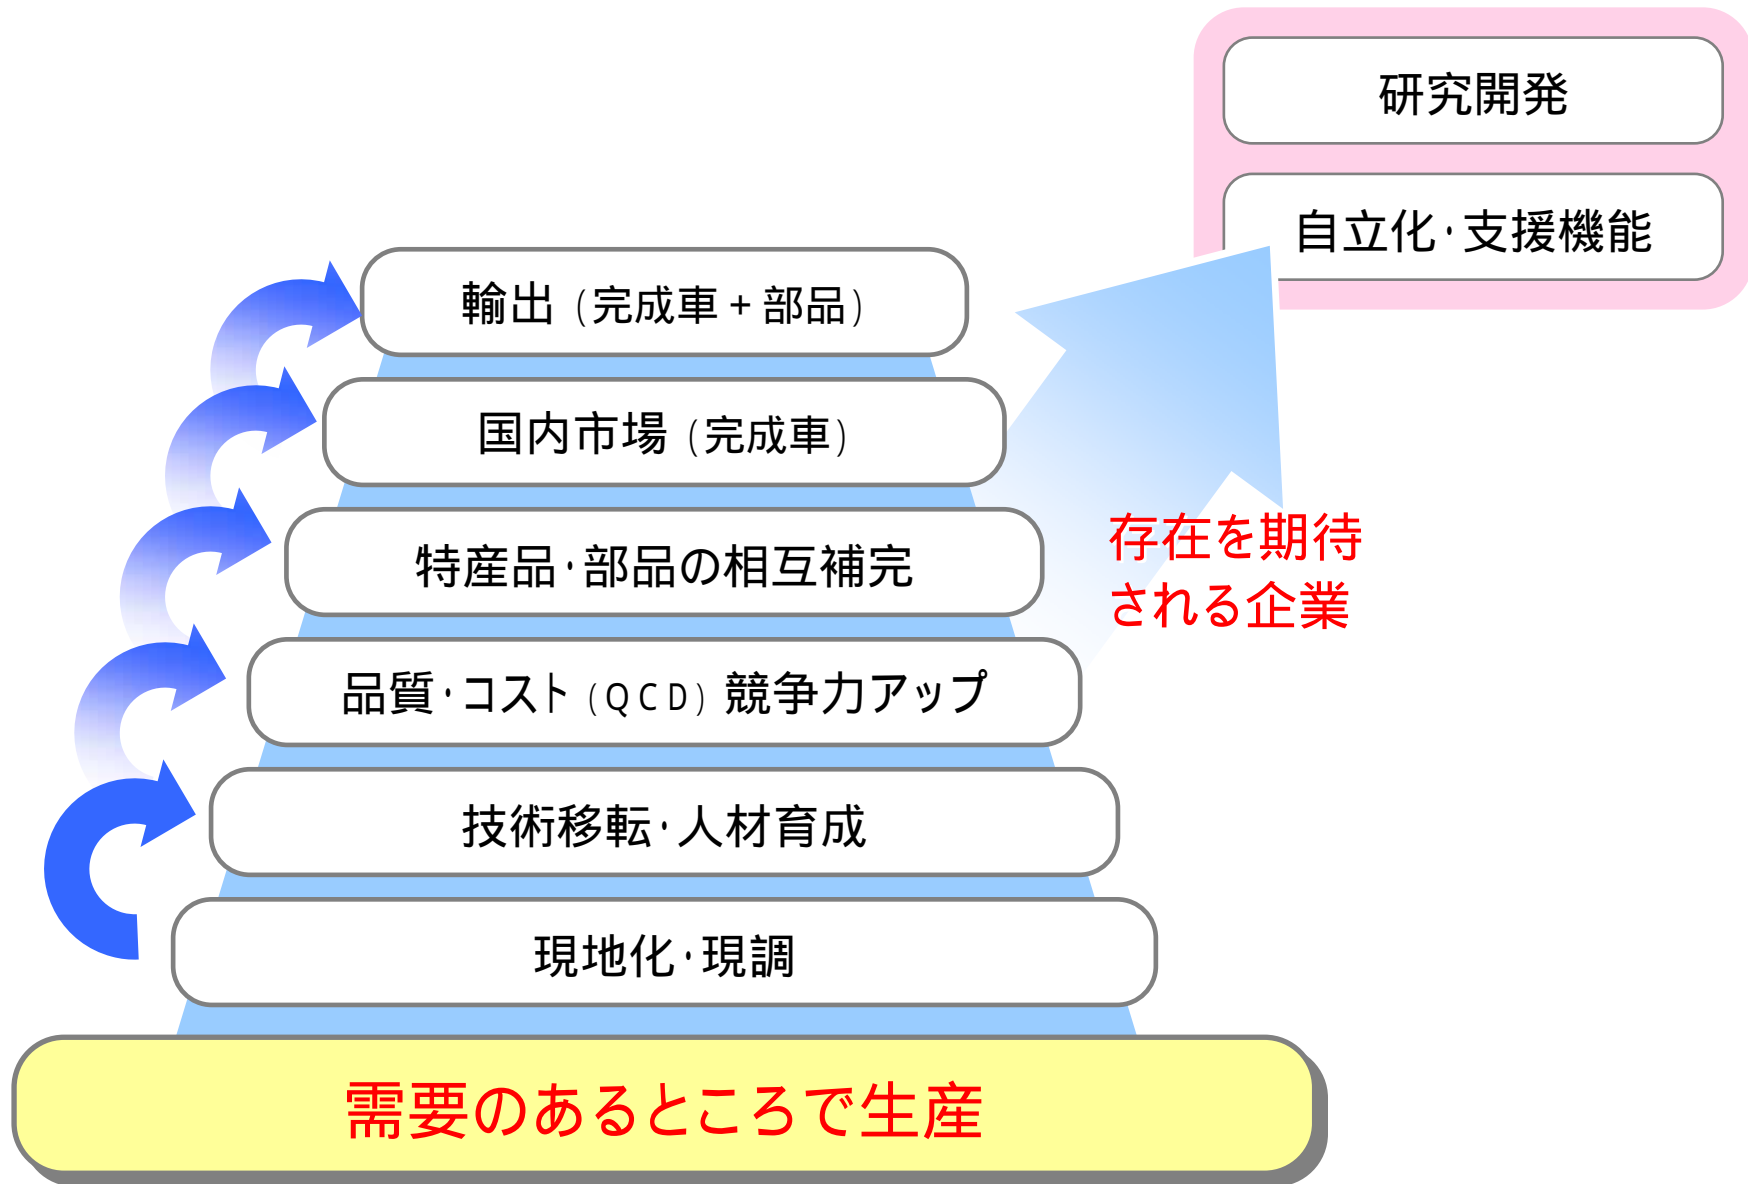 研究開発
自立化・支援機能
輸出（完成車＋部品）
国内市場（完成車）
特産品・部品の相互補完
存在を期待
される企業
品質・コスト（QCD）競争力アップ
技術移転・人材育成
現地化・現調
需要のあるところで生産